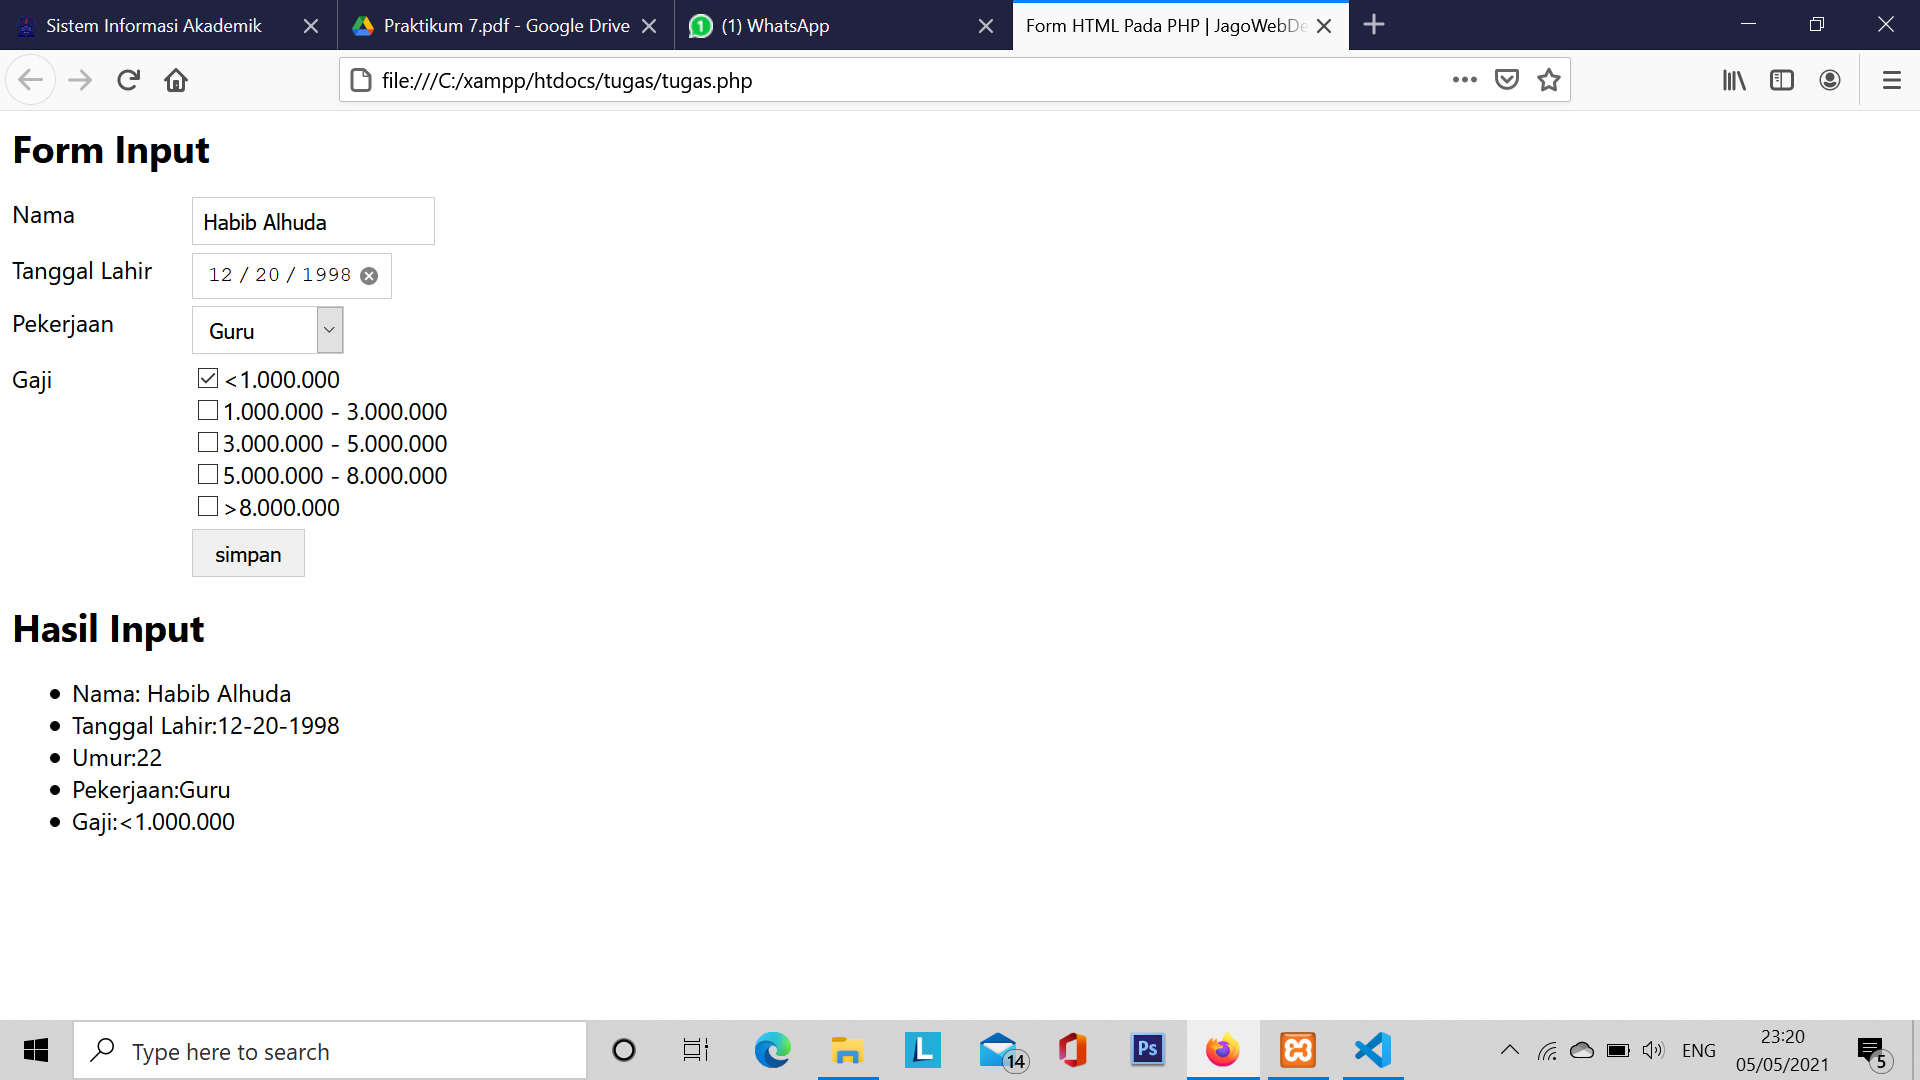 Sistem Informasi Akademik
Praktikum 7.pdf - Google Drive
1 (1) WhatsApp
Form HTML Pada PHP | JagoWebDe
file:///C:/xampp/htdocs/tugas/tugas.php
Form Input
Nama Habib Alhuda
Tanggal Lahir 12 / 20 / 1998
Pekerjaan Guru
Gaji <1.000.000
1.000.000 - 3.000.000
3.000.000 - 5.000.000
5.000.000 - 8.000.000
>8.000.000
simpan
Hasil Input
Nama: Habib Alhuda
Tanggal Lahir:12-20-1998
Umur:22
Pekerjaan:Guru
Gaji:<1.000.000
Type here to search
L
14
Ps
ENG
23:20
05/05/2021
5